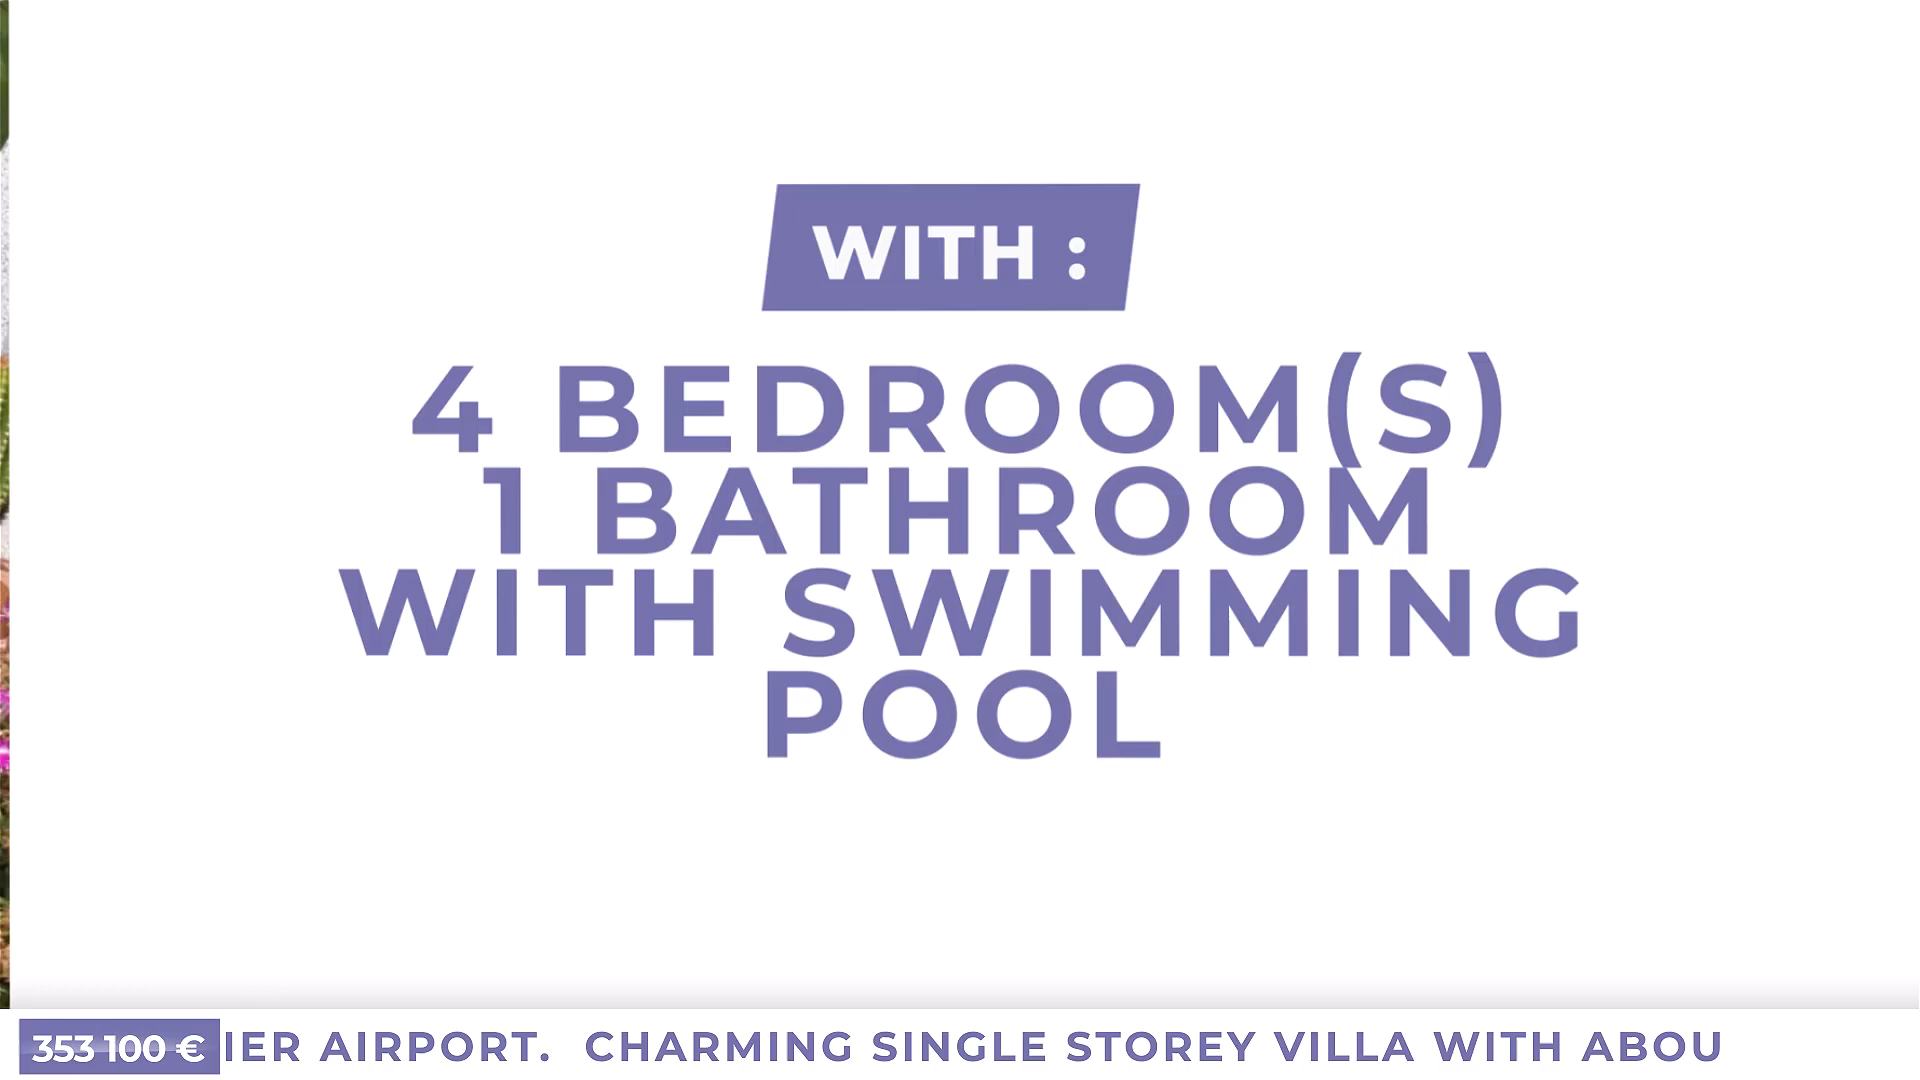 WITH :
4 BEDROOM(S)
1 BATHROOM
WITH SWIMMING
POOL
353 100 € IER AIRPORT. CHARMING SINGLE STOREY VILLA WITH ABOU